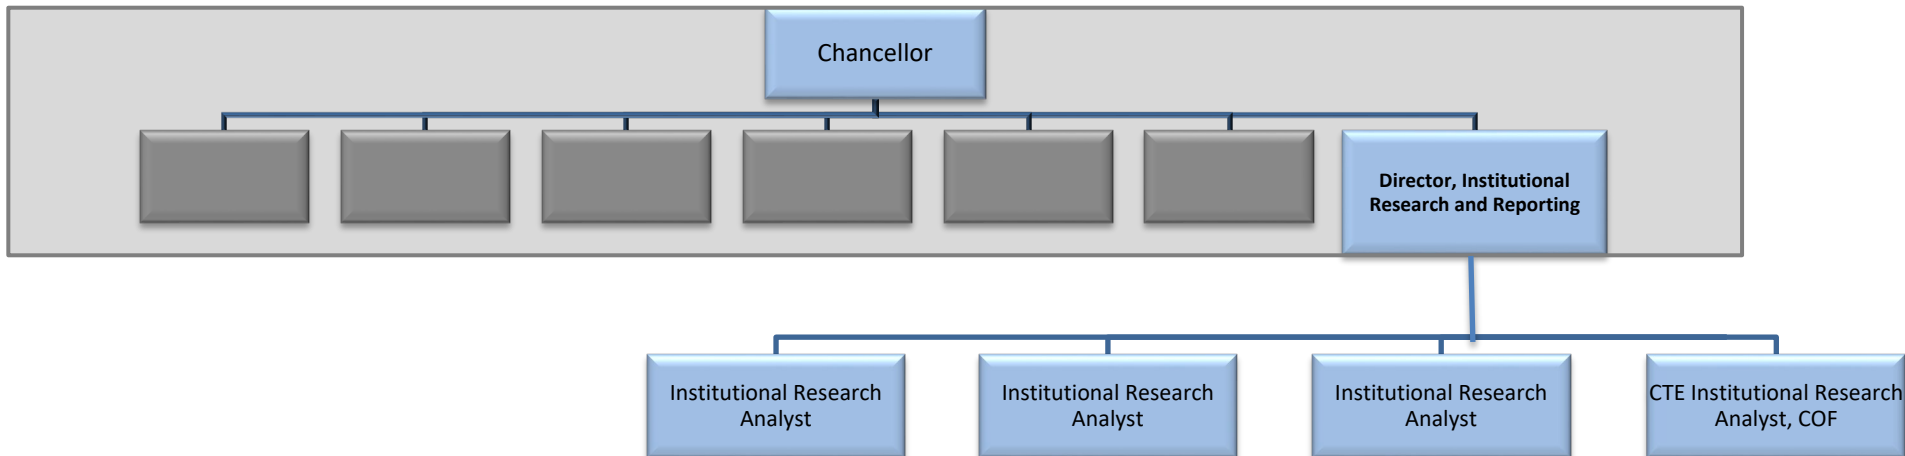 Chancellor
Director, Institutional
Research and Reporting
Institutional Research
Analyst
Institutional Research
Analyst
Institutional Research
Analyst
CTE Institutional Research
Analyst, COF